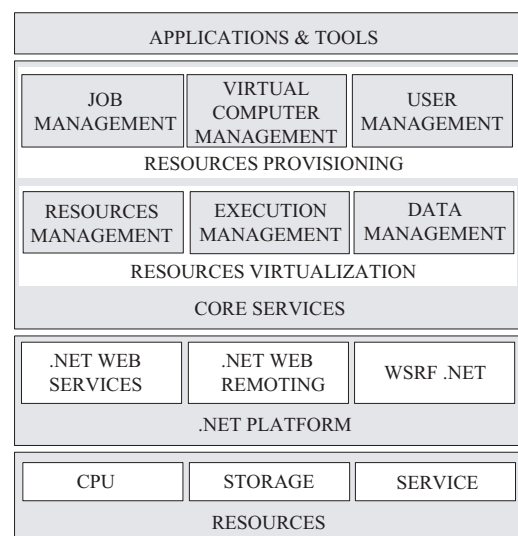 APPLICATIONS & TOOLS
JOB
MANAGEMENT
VIRTUAL
COMPUTER
MANAGEMENT
USER
MANAGEMENT
RESOURCES PROVISIONING
RESOURCES
MANAGEMENT
EXECUTION
MANAGEMENT
DATA
MANAGEMENT
RESOURCES VIRTUALIZATION
CORE SERVICES
.NET WEB
SERVICES
.NET WEB
REMOTING
WSRF .NET
.NET PLATFORM
CPU
STORAGE
SERVICE
RESOURCES